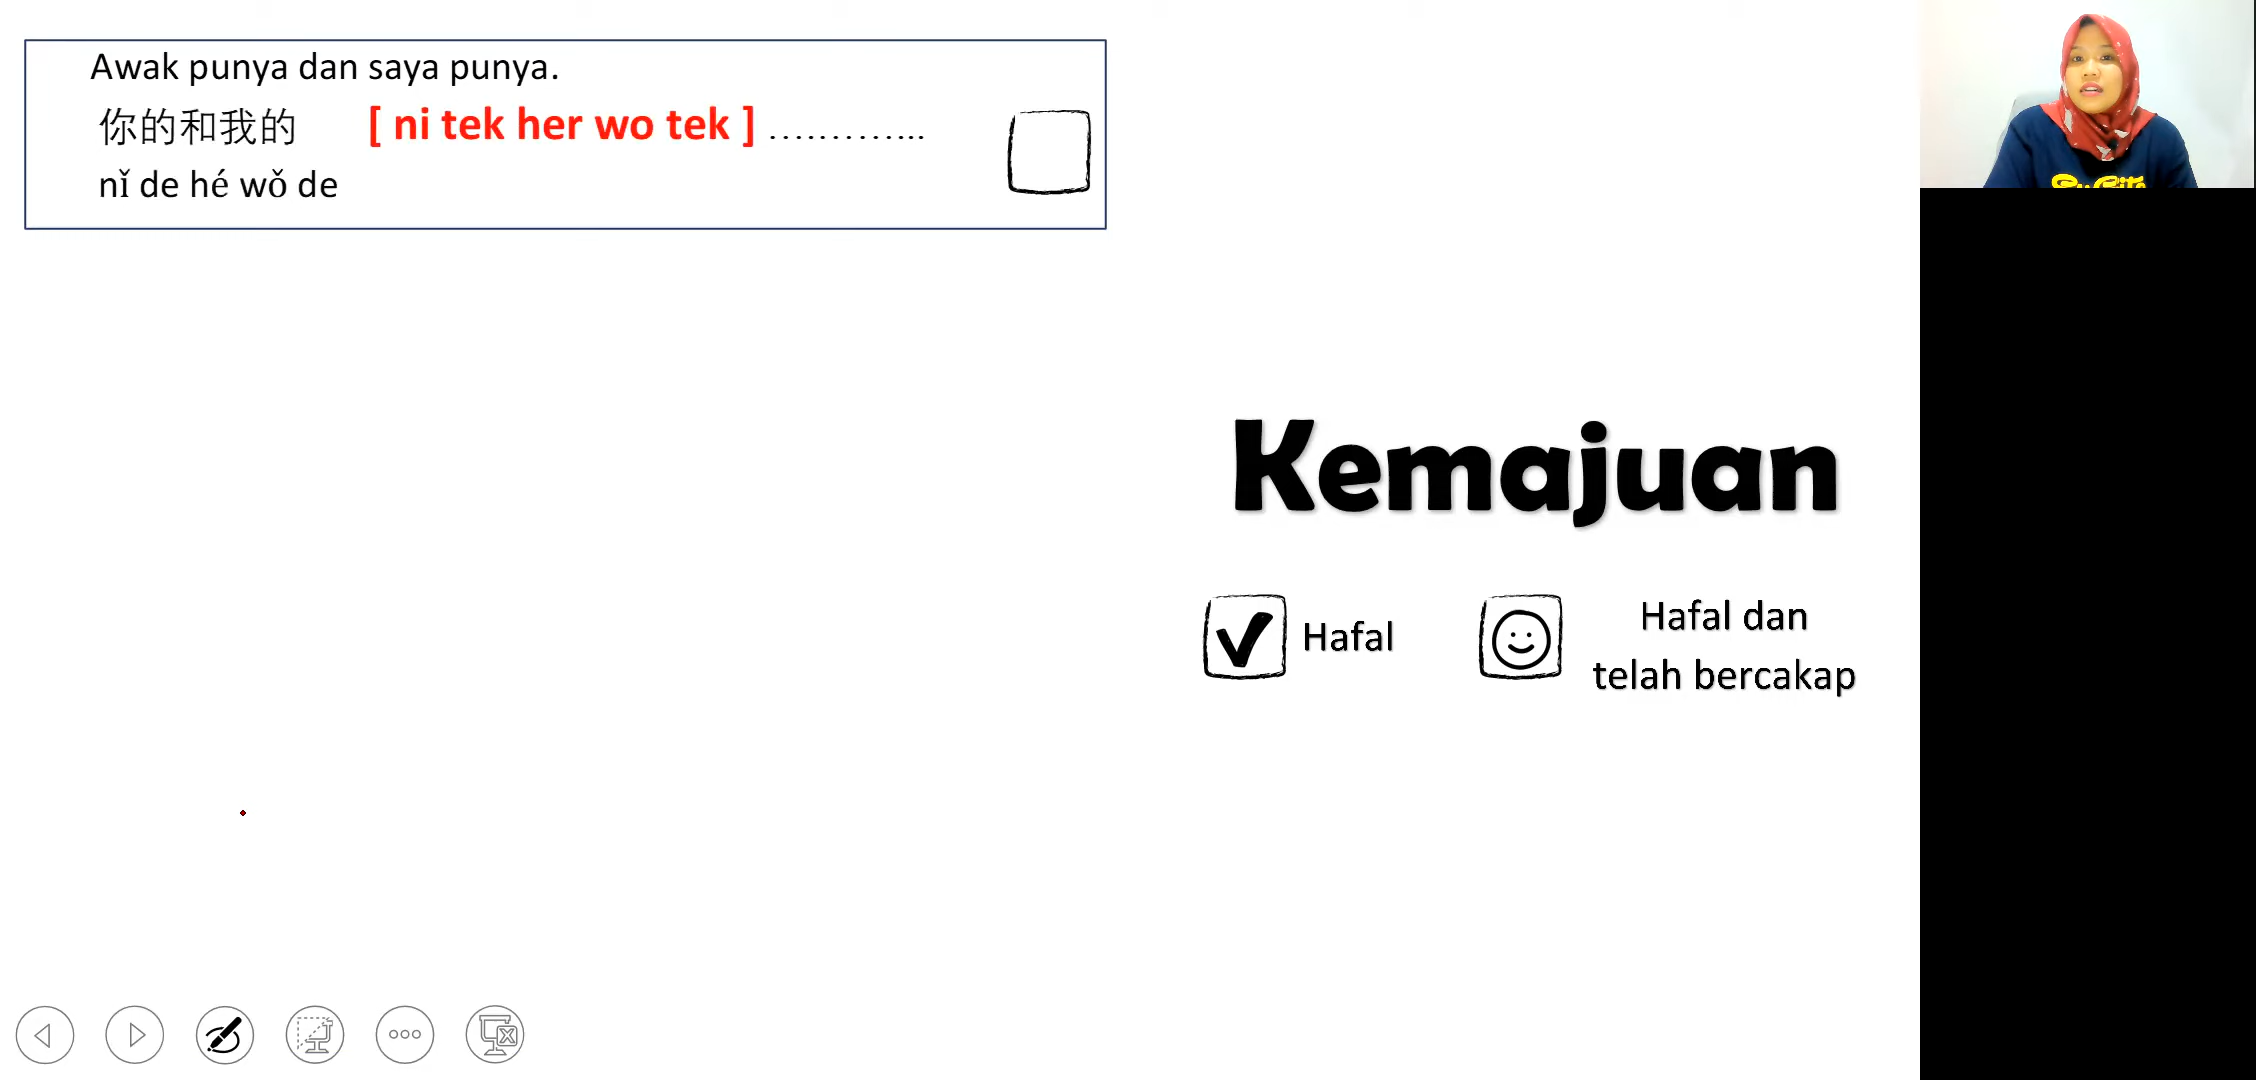 Awak punya dan saya punya.
你的和我的 [ ni tek her wo tek ] …………..
nǐ de hé wǒ de
Kemajuan
Hafal
Hafal dan
telah bercakap